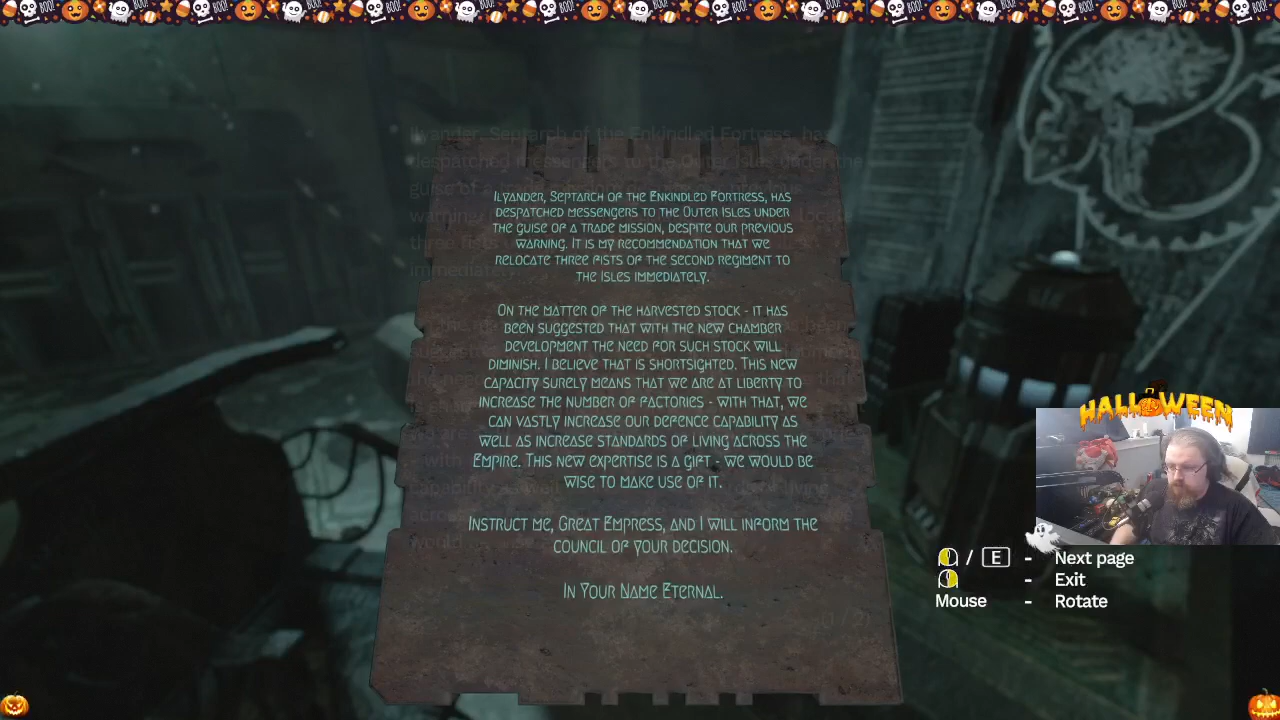 Ilyander, Septarch of the Enkindled Fortress, has
despatched messengers to the Outer Isles under
the guise of a trade mission, despite our previous
warning. It is my recommendation that we
relocate three fists of the second regiment to
the Isles immediately.
On the matter of the harvested stock - it has
been suggested that with the new chamber
development the need for such stock will
diminish. I believe that is shortsighted. This new
capacity surely means that we are at liberty to
increase the number of factories - with that, we
can vastly increase our defence capability as
well as increase standards of living across the
Empire. This new expertise is a gift - we would be
wise to make use of it.
Instruct me, Great Empress, and I will inform the
council of your decision.
In Your Name Eternal.
HALLOWEEN
/ E - Next page
- Exit
Mouse - Rotate